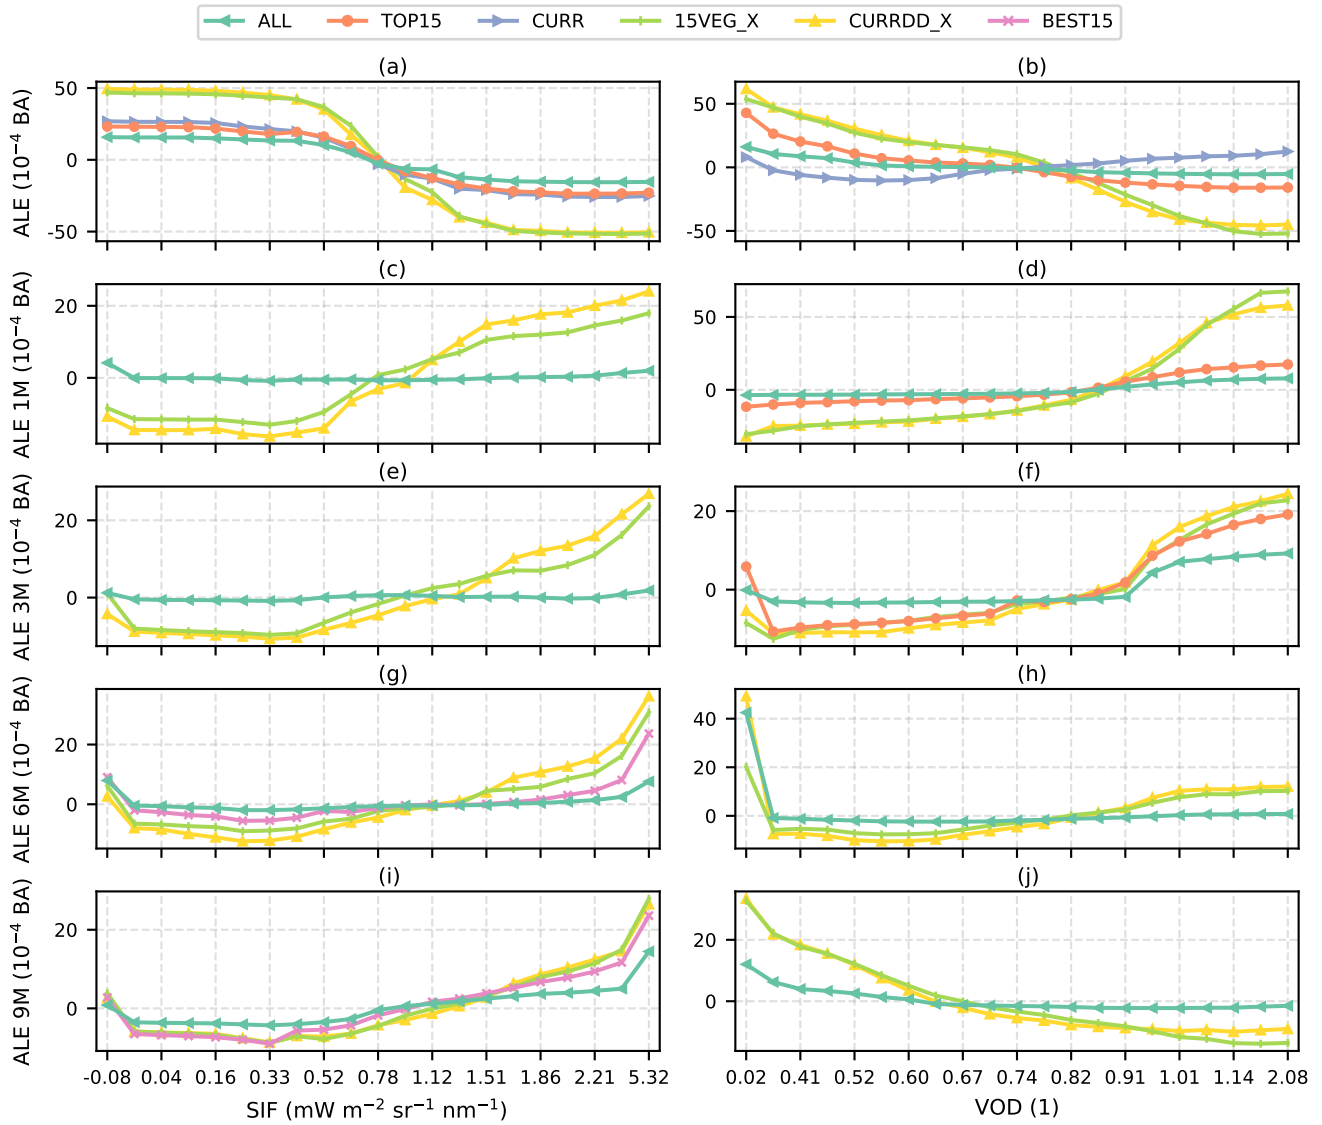 ALL TOP15 CURR 15VEG_X CURRDD_X BEST15
(a) (b)
ALE (10⁻⁴ BA)
50
0
-50
50
0
-50
(c) (d)
ALE 1M (10⁻⁴ BA)
20
0
50
0
(e) (f)
ALE 3M (10⁻⁴ BA)
20
0
20
0
(g) (h)
ALE 6M (10⁻⁴ BA)
20
0
40
20
0
(i) (j)
ALE 9M (10⁻⁴ BA)
20
0
20
0
-0.08 0.04 0.16 0.33 0.52 0.78 1.12 1.51 1.86 2.21 5.32
0.02 0.41 0.52 0.60 0.67 0.74 0.82 0.91 1.01 1.14 2.08
SIF (mW m⁻² sr⁻¹ nm⁻¹)
VOD (1)